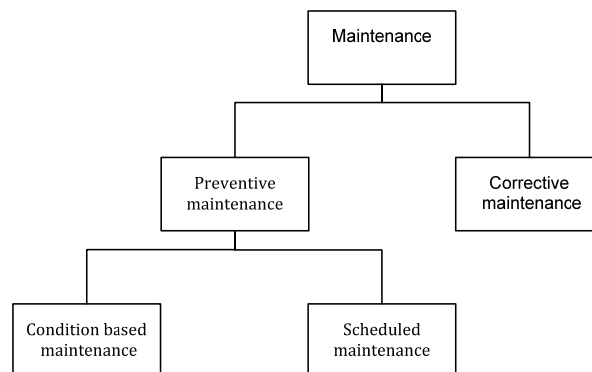 Maintenance
Preventive
maintenance
Corrective
maintenance
Condition based
maintenance
Scheduled
maintenance